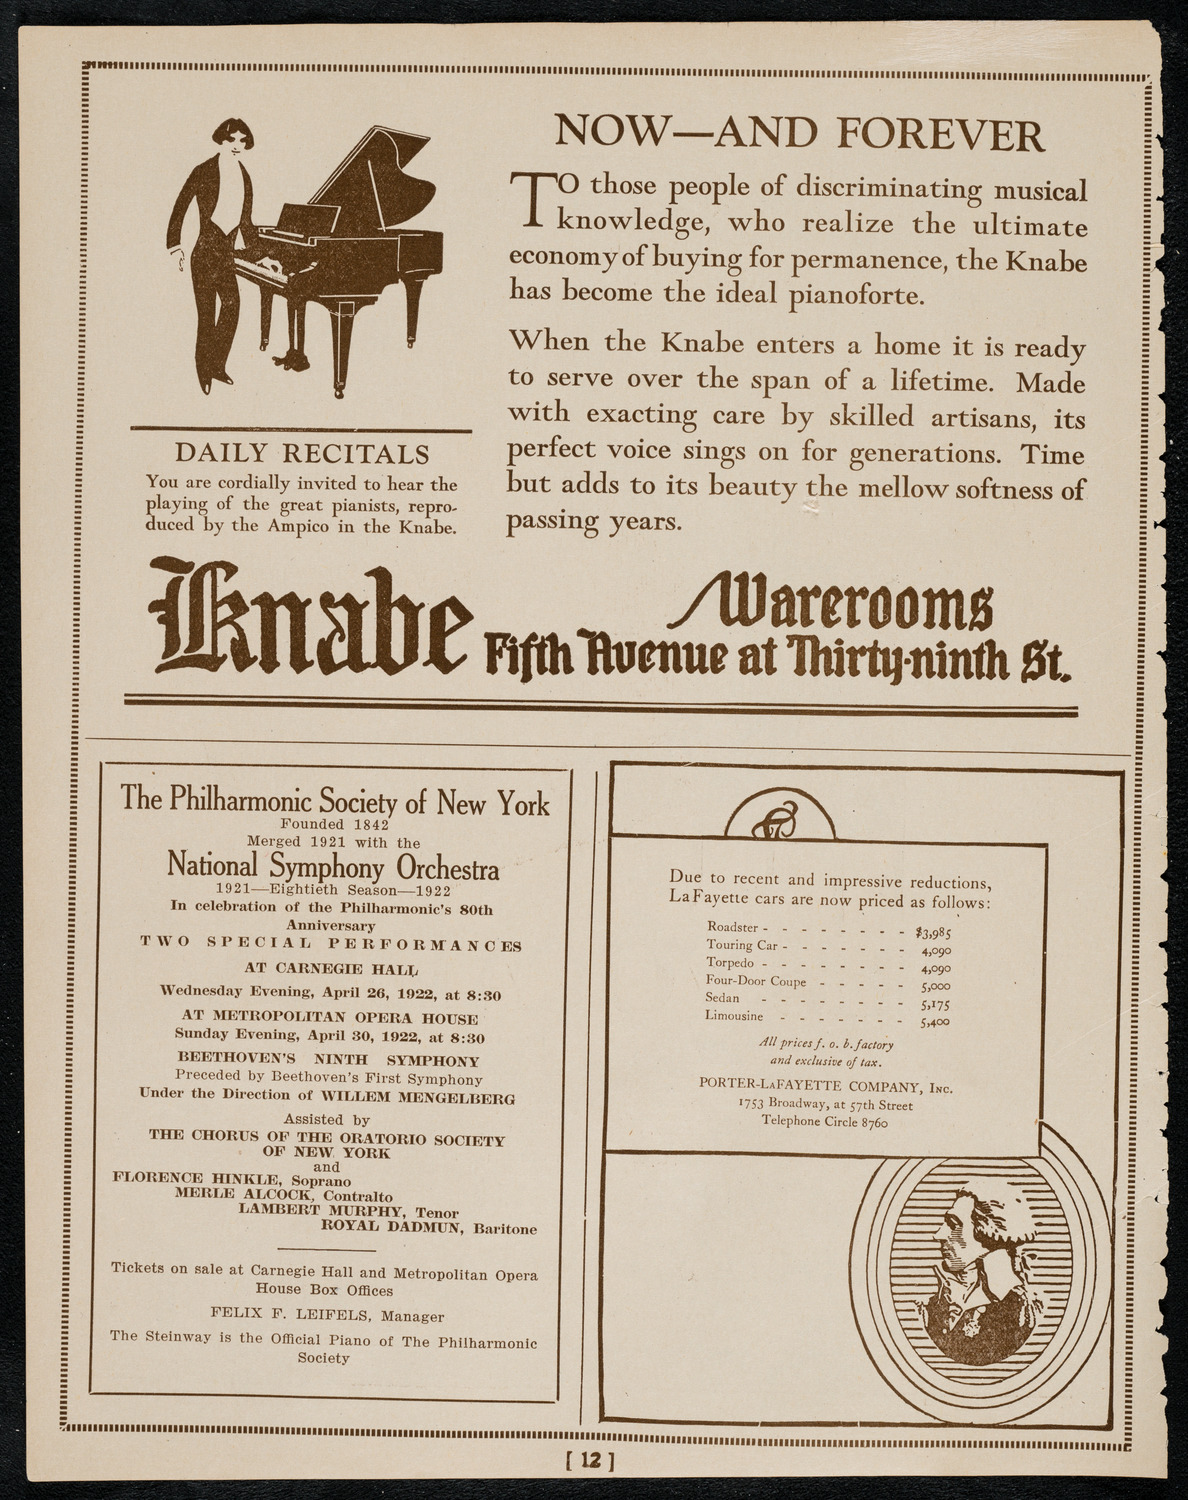 NOW—AND FOREVER
TO those people of discriminating musical
knowledge, who realize the ultimate
economy of buying for permanence, the Knabe
has become the ideal pianoforte.
When the Knabe enters a home it is ready
to serve over the span of a lifetime. Made
with exacting care by skilled artisans, its
perfect voice sings on for generations. Time
but adds to its beauty the mellow softness of
passing years.
DAILY RECITALS
You are cordially invited to hear the
playing of the great pianists, repro-
duced by the Ampico in the Knabe.
Knabe
Warerooms
Fifth Avenue at Thirty-ninth St.
The Philharmonic Society of New York
Founded 1842
Merged 1921 with the
National Symphony Orchestra
1921—Eightieth Season—1922
In celebration of the Philharmonic's 80th
Anniversary
TWO SPECIAL PERFORMANCES
AT CARNEGIE HALL
Wednesday Evening, April 26, 1922, at 8:30
AT METROPOLITAN OPERA HOUSE
Sunday Evening, April 30, 1922, at 8:30
BEETHOVEN'S NINTH SYMPHONY
Preceded by Beethoven's First Symphony
Under the Direction of WILLEM MENGELBERG
Assisted by
THE CHORUS OF THE ORATORIO SOCIETY
OF NEW YORK
and
FLORENCE HINKLE, Soprano
MERLE ALCOCK, Contralto
LAMBERT MURPHY, Tenor
ROYAL DADMUN, Baritone
Tickets on sale at Carnegie Hall and Metropolitan Opera
House Box Offices
FELIX F. LEIFELS, Manager
The Steinway is the Official Piano of The Philharmonic
Society
Due to recent and impressive reductions,
LaFayette cars are now priced as follows:
Roadster - - - - - - - - $3,985
Touring Car - - - - - - - 4,090
Torpedo - - - - - - - - 4,090
Four-Door Coupe - - - - - 5,000
Sedan - - - - - - - - 5,175
Limousine - - - - - - - 5,400
All prices f. o. b. factory
and exclusive of tax.
PORTER-LAFAYETTE COMPANY, INC.
1753 Broadway, at 57th Street
Telephone Circle 8760
[ 12 ]